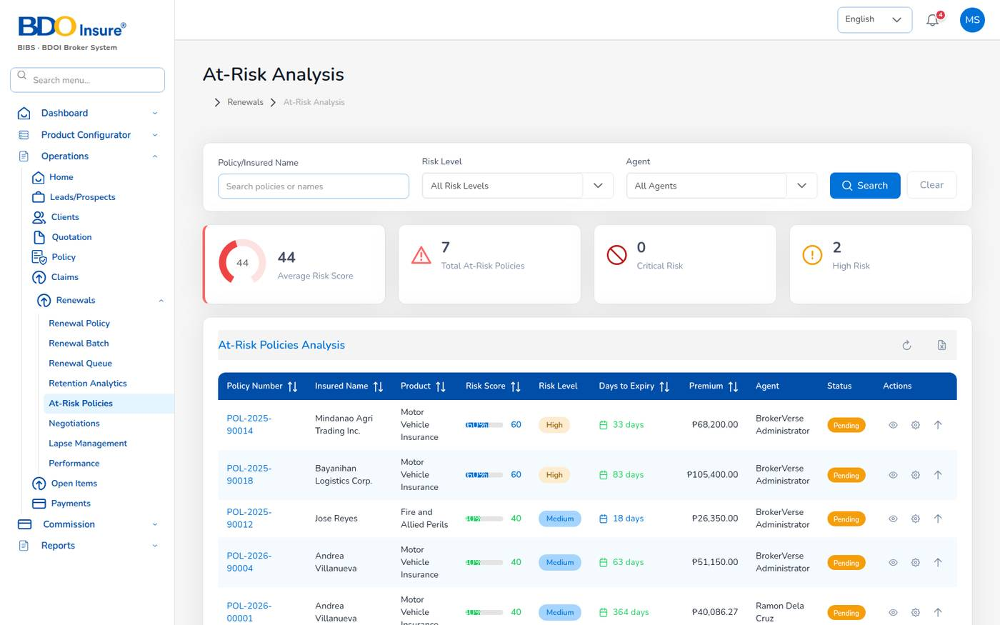 BDO Insure®
BIBS · BDOI Broker System
Search menu...
Dashboard
Product Configurator
Operations
Home
Leads/Prospects
Clients
Quotation
Policy
Claims
Renewals
Renewal Policy
Renewal Batch
Renewal Queue
Retention Analytics
At-Risk Policies
Negotiations
Lapse Management
Performance
Open Items
Payments
Commission
Reports
English
4
MS
At-Risk Analysis
Renewals
At-Risk Analysis
Policy/Insured Name
Search policies or names
Risk Level
All Risk Levels
Agent
All Agents
Search
Clear
44
44
Average Risk Score
7
Total At-Risk Policies
0
Critical Risk
2
High Risk
At-Risk Policies Analysis
Policy Number Insured Name Product Risk Score Risk Level Days to Expiry Premium Agent Status Actions
POL-2025-
90014
Mindanao Agri
Trading Inc.
Motor
Vehicle
Insurance
60% 60
High
33 days
₱68,200.00
BrokerVerse
Administrator
Pending
POL-2025-
90018
Bayanihan
Logistics Corp.
Motor
Vehicle
Insurance
60% 60
High
83 days
₱105,400.00
BrokerVerse
Administrator
Pending
POL-2025-
90012
Jose Reyes
Fire and
Allied Perils
40% 40
Medium
18 days
₱26,350.00
BrokerVerse
Administrator
Pending
POL-2026-
90004
Andrea
Villanueva
Motor
Vehicle
Insurance
40% 40
Medium
63 days
₱51,150.00
BrokerVerse
Administrator
Pending
POL-2026-
00001
Andrea
Villanueva
Motor
Vehicle
Insurance
40% 40
Medium
364 days
₱40,086.27
Ramon Dela
Cruz
Pending